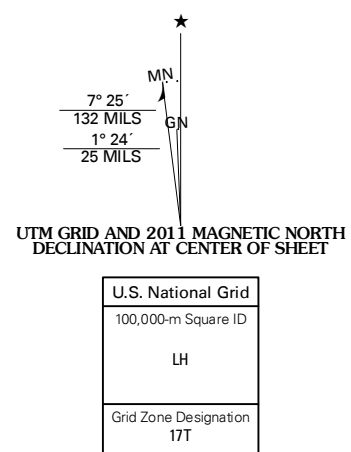 ★
MN
7° 25´
132 MILS
GN
1° 24´
25 MILS
UTM GRID AND 2011 MAGNETIC NORTH
DECLINATION AT CENTER OF SHEET
U.S. National Grid
100,000-m Square ID
LH
Grid Zone Designation
17T